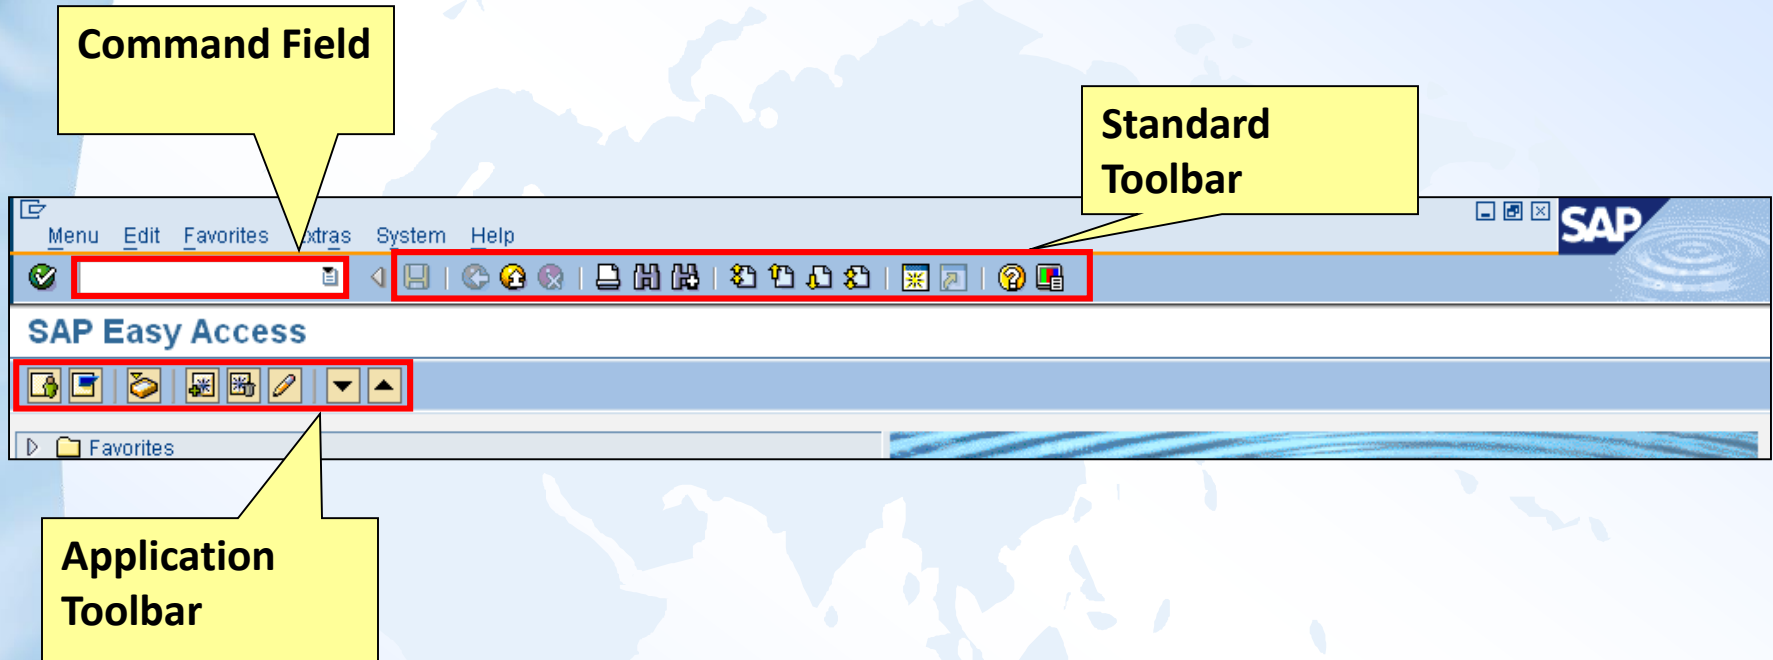 Command Field
Standard
Toolbar
Menu Edit Favorites xtras System Help
SAP
SAP Easy Access
Favorites
Application
Toolbar